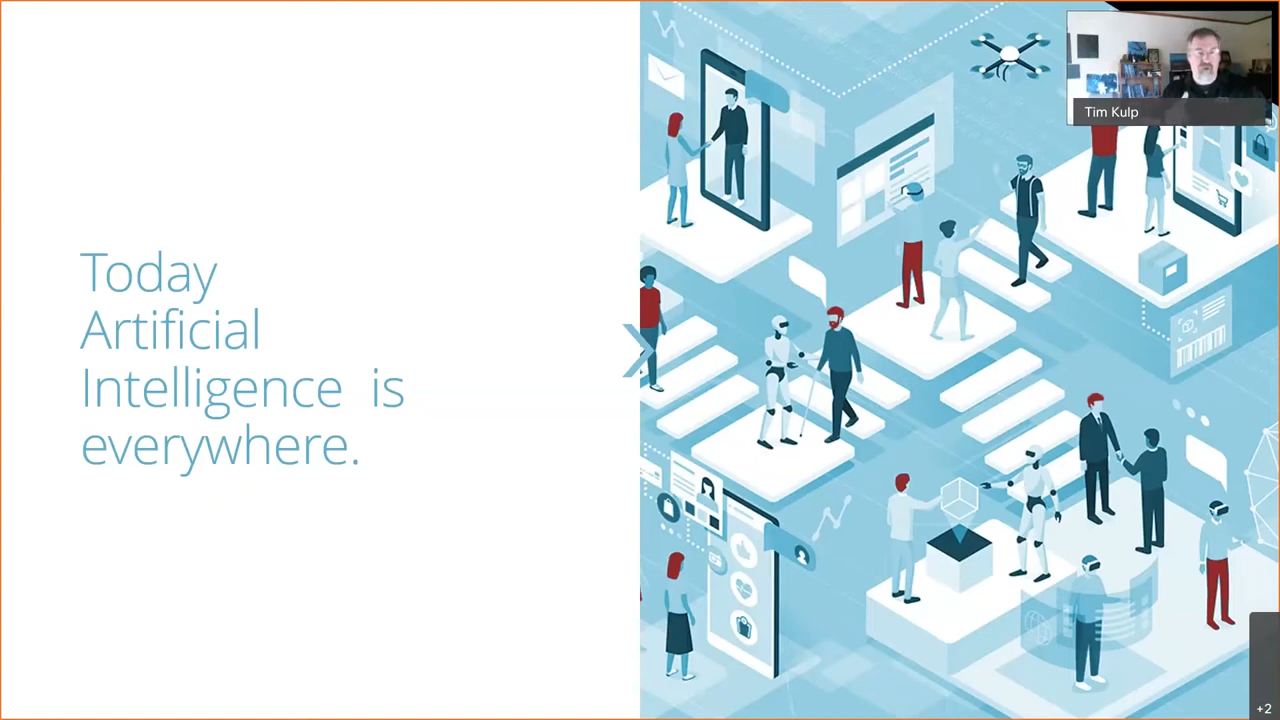 Today
Artificial
Intelligence is
everywhere.
Tim Kulp
+2